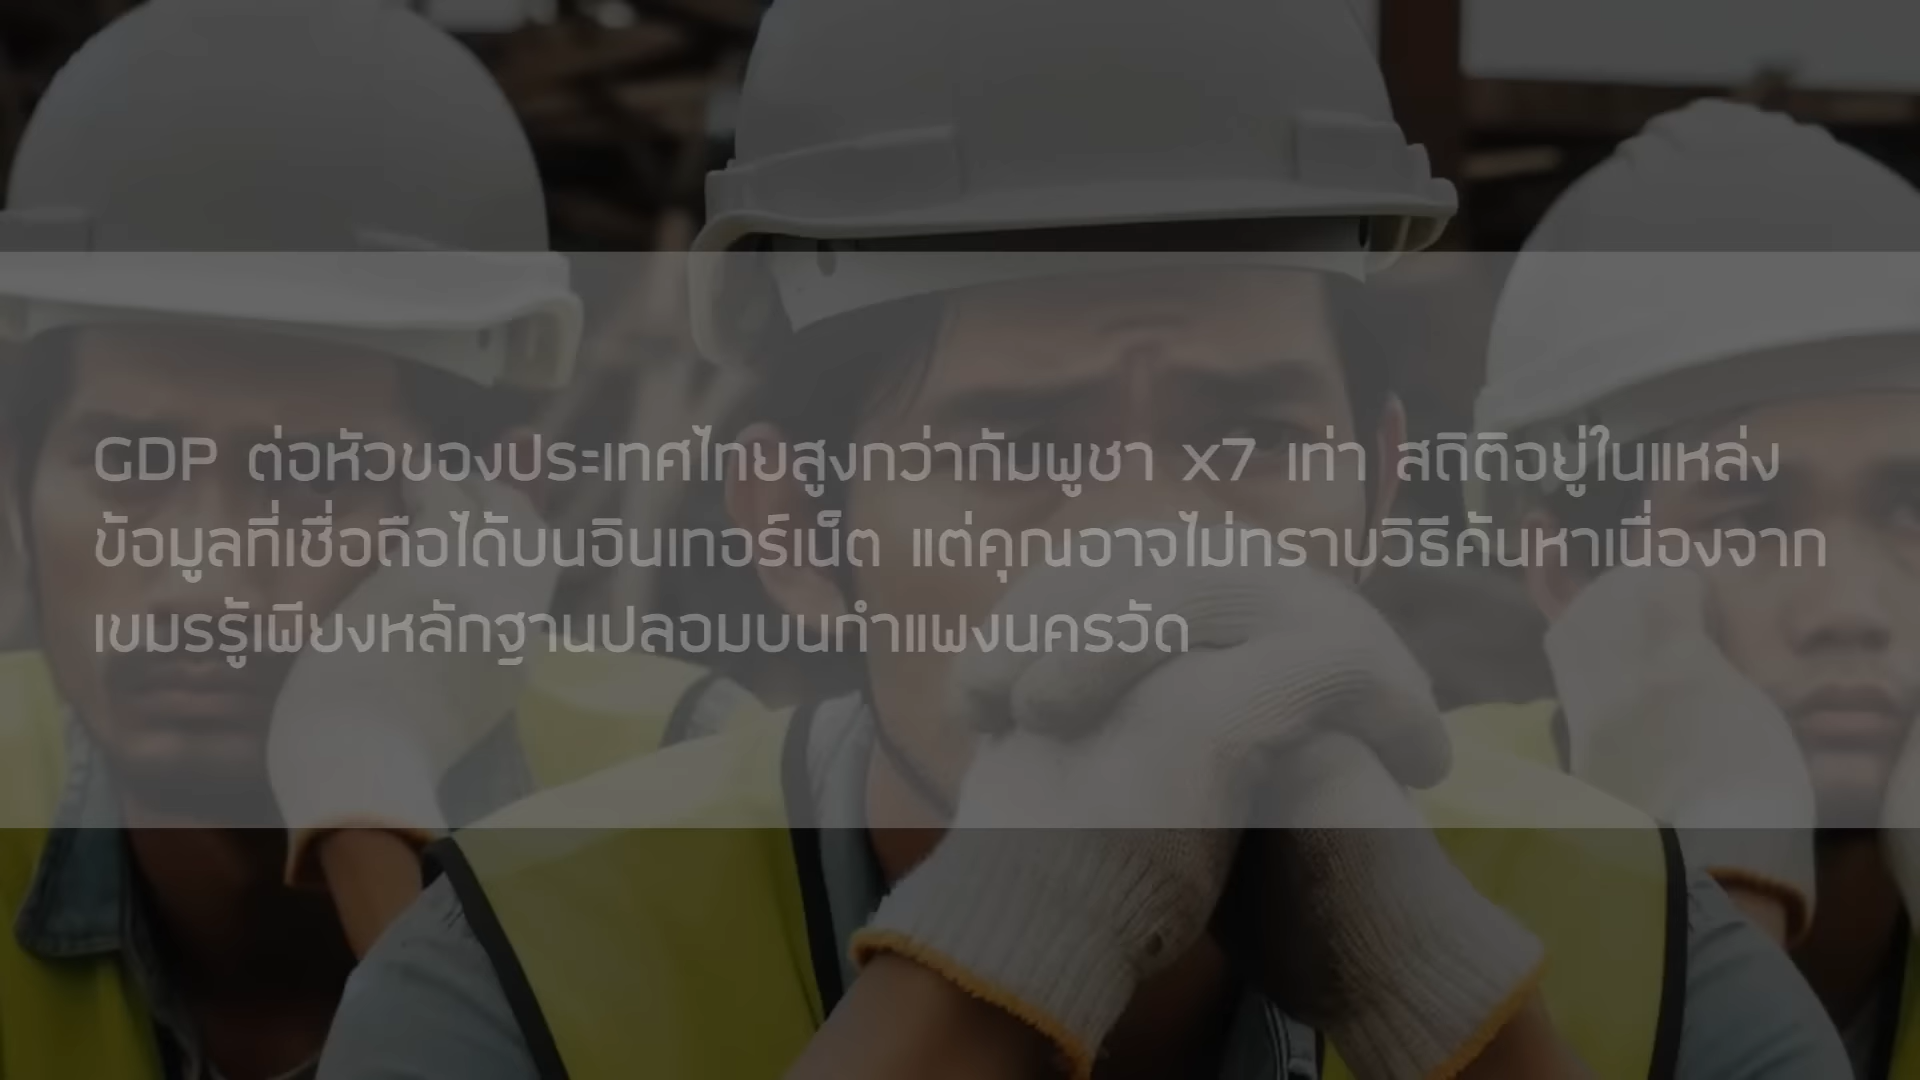 GDP ต่อหัวของประเทศไทยสูงกว่ากัมพูชา x7 เท่า สถิติอยู่ในแหล่ง
ข้อมูลที่เชื่อถือได้บนอินเทอร์เน็ต แต่คุณอาจไม่ทราบวิธีค้นหาเนื่องจาก
เขมรรู้เพียงหลักฐานปลอมบนกำแพงนครวัด